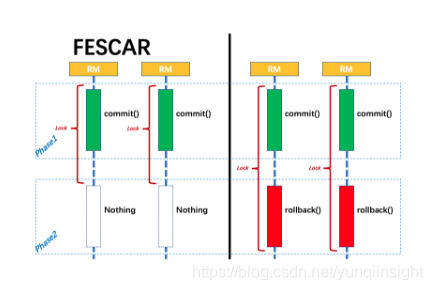 FESCAR
RM RM RM RM
commit() commit() commit() commit()
Lock Lock
Phase1
Lock Lock
Nothing Nothing rollback() rollback()
Phase2
https://blog.csdn.net/yunqiinsight